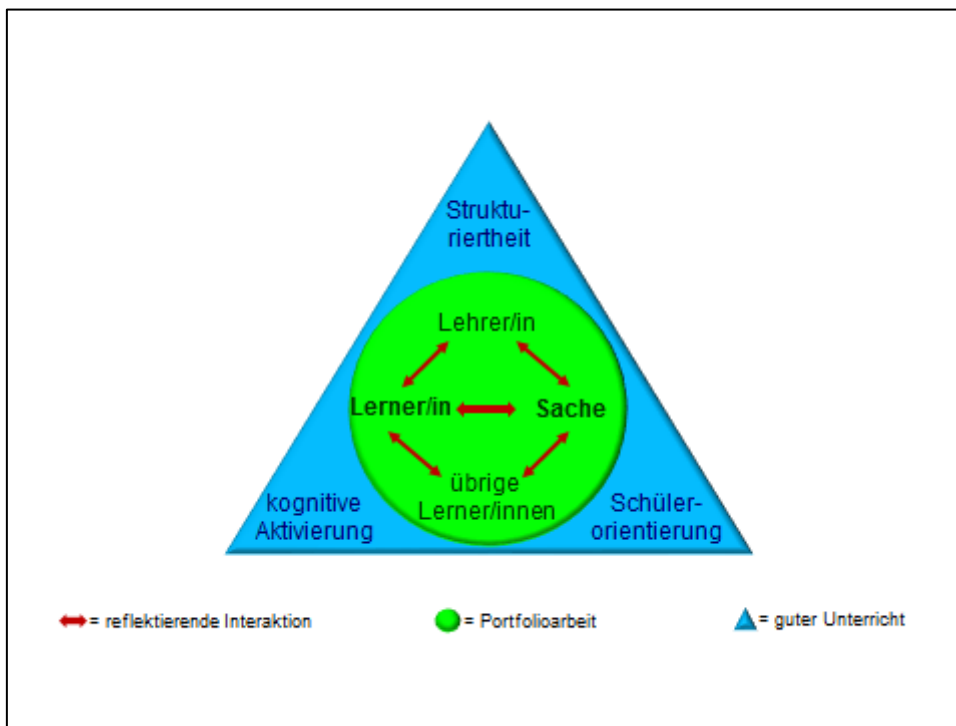 Struktu-
riertheit
Lehrer/in
Lerner/in
Sache
übrige
Lerner/innen
kognitive
Aktivierung
Schüler-
orientierung
= reflektierende Interaktion
= Portfolioarbeit
= guter Unterricht